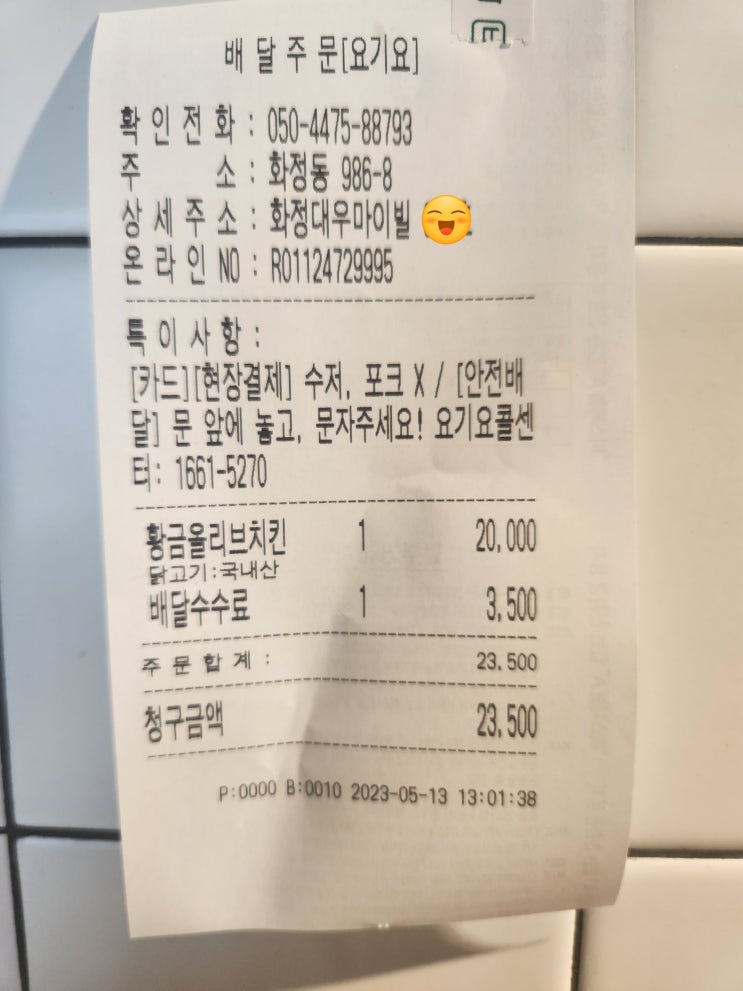 배 달 주 문[요기요]
확 인 전 화 : 050-4475-88793
주 소 : 화정동 986-8
상 세 주 소 : 화정대우마이빌
온 라 인 NO : R01124729995
특 이 사 항 :
[카드][현장결제] 수저, 포크 X / [안전배
달] 문 앞에 놓고, 문자주세요! 요기요콜센
터: 1661-5270
황금올리브치킨 1 20,000
닭고기:국내산
배달수수료 1 3,500
주 문 합 계 : 23.500
청구금액 23,500
P:0000 B:0010 2023-05-13 13:01:38